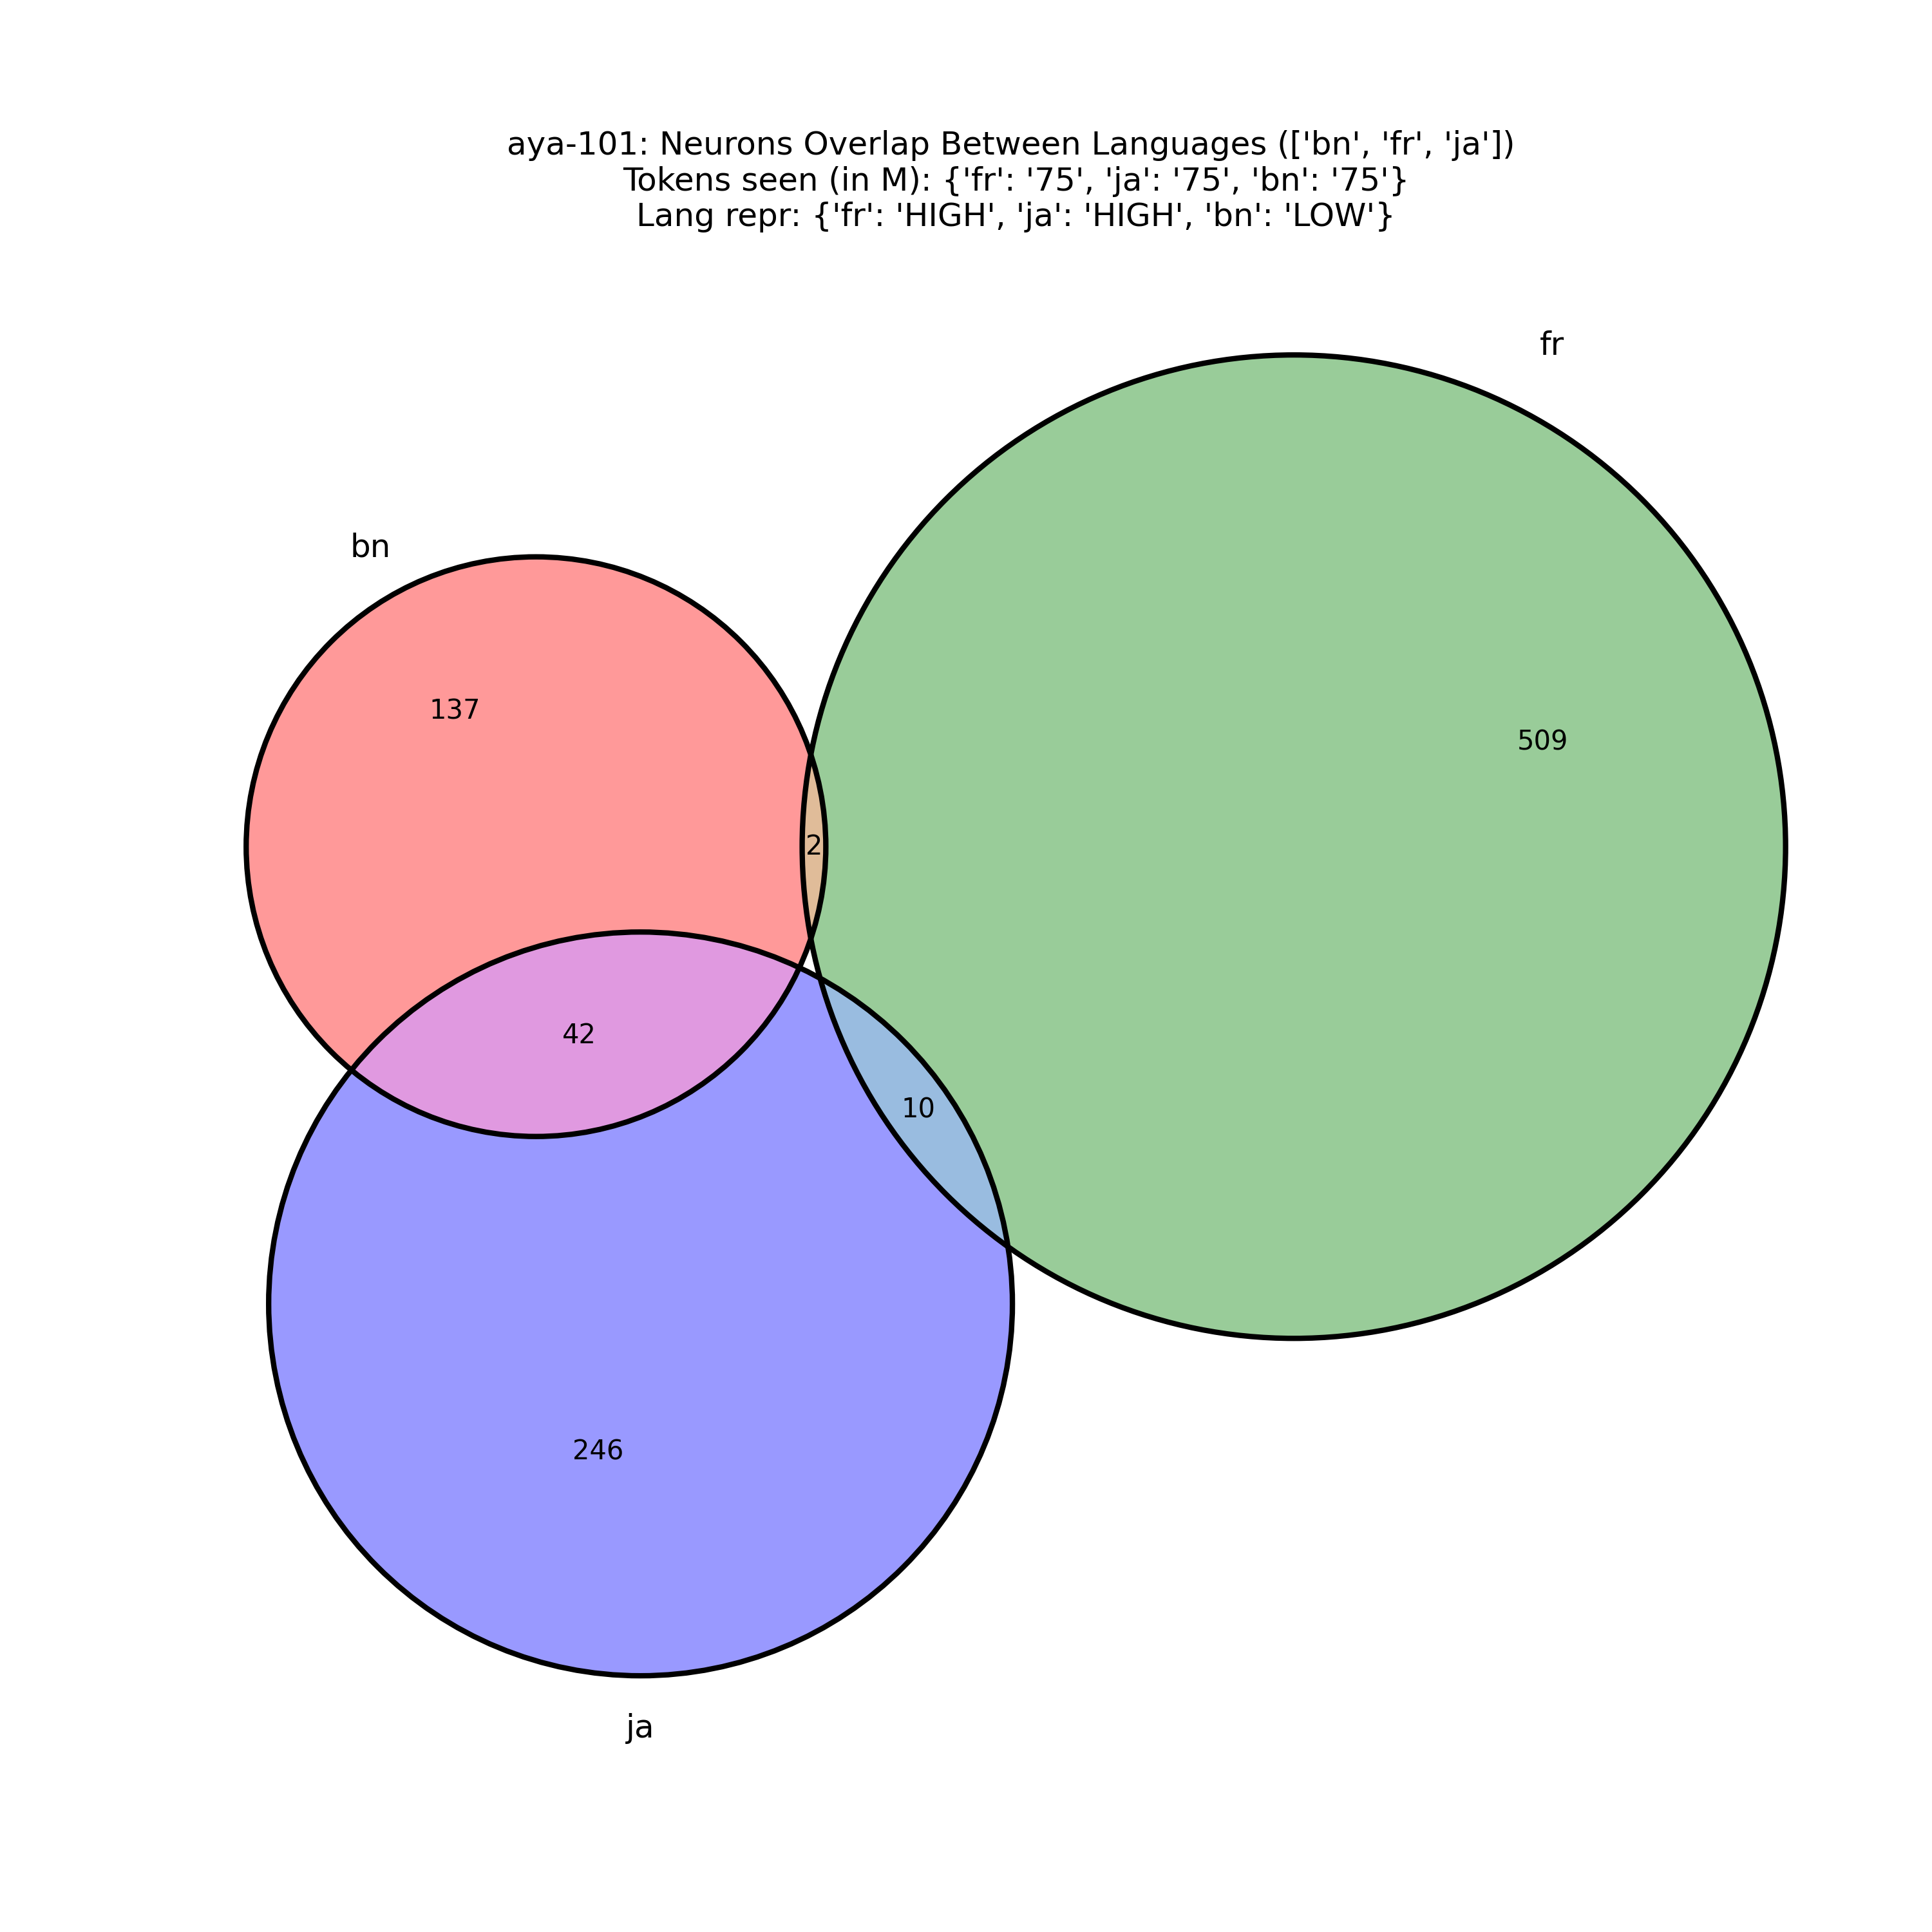 aya-101: Neurons Overlap Between Languages (['bn', 'fr', 'ja'])
Tokens seen (in M): {'fr': '75', 'ja': '75', 'bn': '75'}
Lang repr: {'fr': 'HIGH', 'ja': 'HIGH', 'bn': 'LOW'}
fr
bn
137
509
2
42
10
246
ja